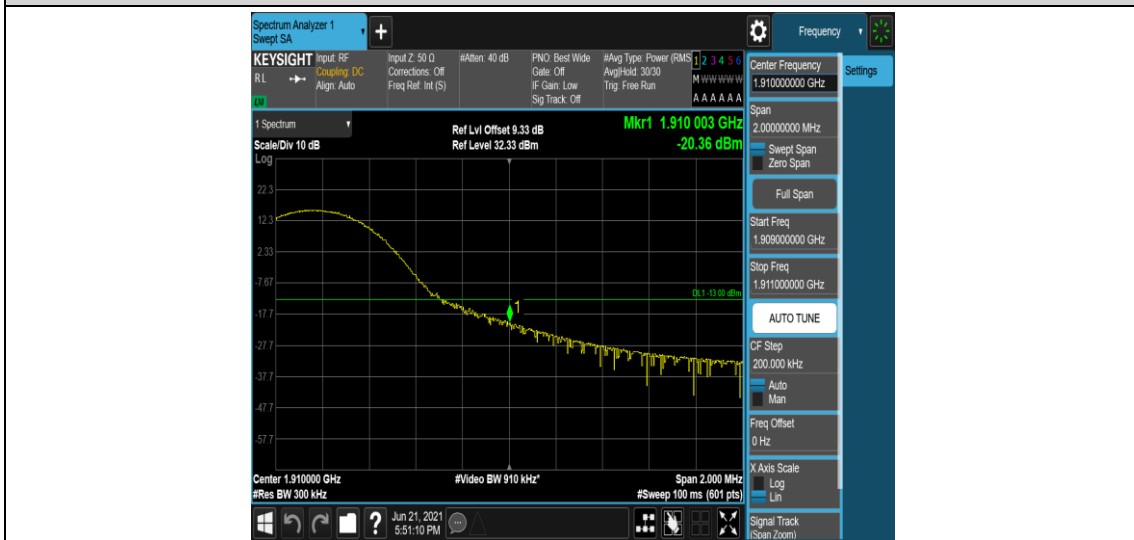 Spectrum Analyzer 1
Swept SA
Frequency
KEYSIGHT
RL
Input: RF
Coupling: DC
Align: Auto
Input Z: 50 Ω
Corrections: Off
Freq Ref: Int (S)
#Atten: 40 dB
PNO: Best Wide
Gate: Off
IF Gain: Low
Sig Track: Off
#Avg Type: Power (RMS
Avg|Hold: 30/30
Trig: Free Run
1 2 3 4 5 6
M W W W W W
A A A A A A
1 Spectrum
Scale/Div 10 dB
Ref Lvl Offset 9.33 dB
Ref Level 32.33 dBm
Mkr1 1.910 003 GHz
-20.36 dBm
Log
22.3
12.3
2.33
-7.67
-17.7
-27.7
-37.7
-47.7
-57.7
DL1 -13.00 dBm
1
Center 1.910000 GHz
#Res BW 300 kHz
#Video BW 910 kHz*
Span 2.000 MHz
#Sweep 100 ms (601 pts)
Center Frequency
1.910000000 GHz
Settings
Span
2.00000000 MHz
Swept Span
Zero Span
Full Span
Start Freq
1.909000000 GHz
Stop Freq
1.911000000 GHz
AUTO TUNE
CF Step
200.000 kHz
Auto
Man
Freq Offset
0 Hz
X Axis Scale
Log
Lin
Signal Track
(Span Zoom)
?
Jun 21, 2021
5:51:10 PM